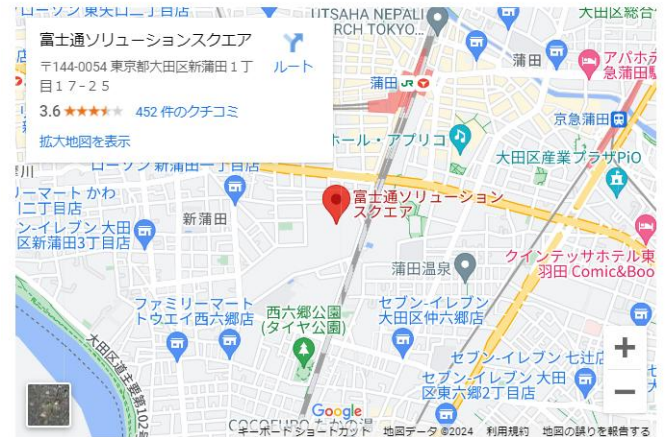 ローソン 東矢口二丁目店
UTSAHA NEPALI
RCH TOKYO...
大田区総合
富士通ソリューションスクエア
〒144-0054 東京都大田区新蒲田１丁
目１７−２５
ルート
3.6
452 件のクチコミ
拡大地図を表示
蒲田
アパホテ
急蒲田駅
蒲田
JR
京急蒲田
ホール・アプリコ
大田区産業プラザPiO
ローソン 新蒲田一丁目店
リーマート かわ
二丁目店
ン-イレブン 大田
区新蒲田3丁目店
新蒲田
富士通ソリューション
スクエア
蒲田温泉
クインテッサホテル東
羽田 Comic&Boo
ファミリーマート
トウエイ西六郷店
西六郷公園
(タイヤ公園)
セブン-イレブン
大田区仲六郷店
大田区道主要第102号
セブン-イレブン 七辻店
セブン-イレブン 大田
区東六郷2丁目店
+
−
Google
キーボード ショートカット
地図データ ©2024
利用規約
地図の誤りを報告する